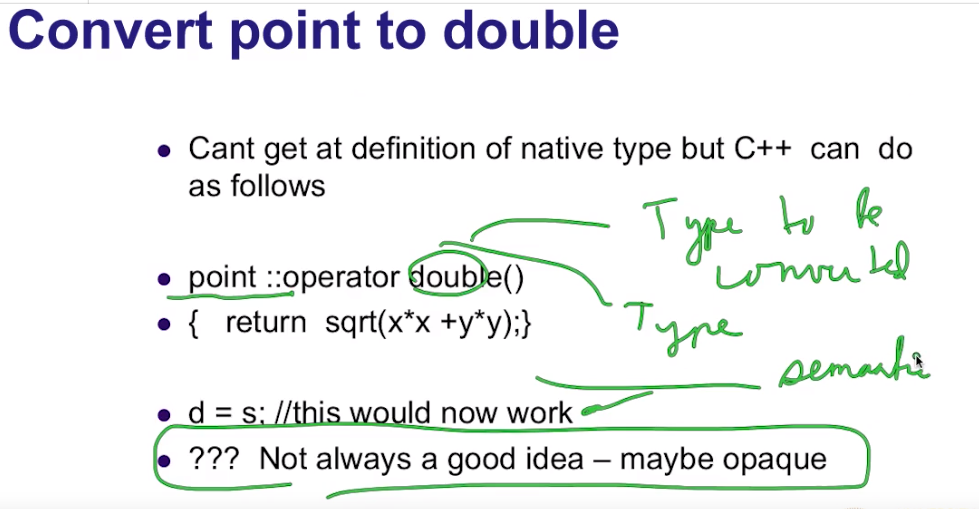 Convert point to double
• Cant get at definition of native type but C++ can do
as follows
Type to be
converted
• point ::operator double()
• { return sqrt(x*x +y*y);}
Type
semantic
• d = s; //this would now work
• ??? Not always a good idea – maybe opaque